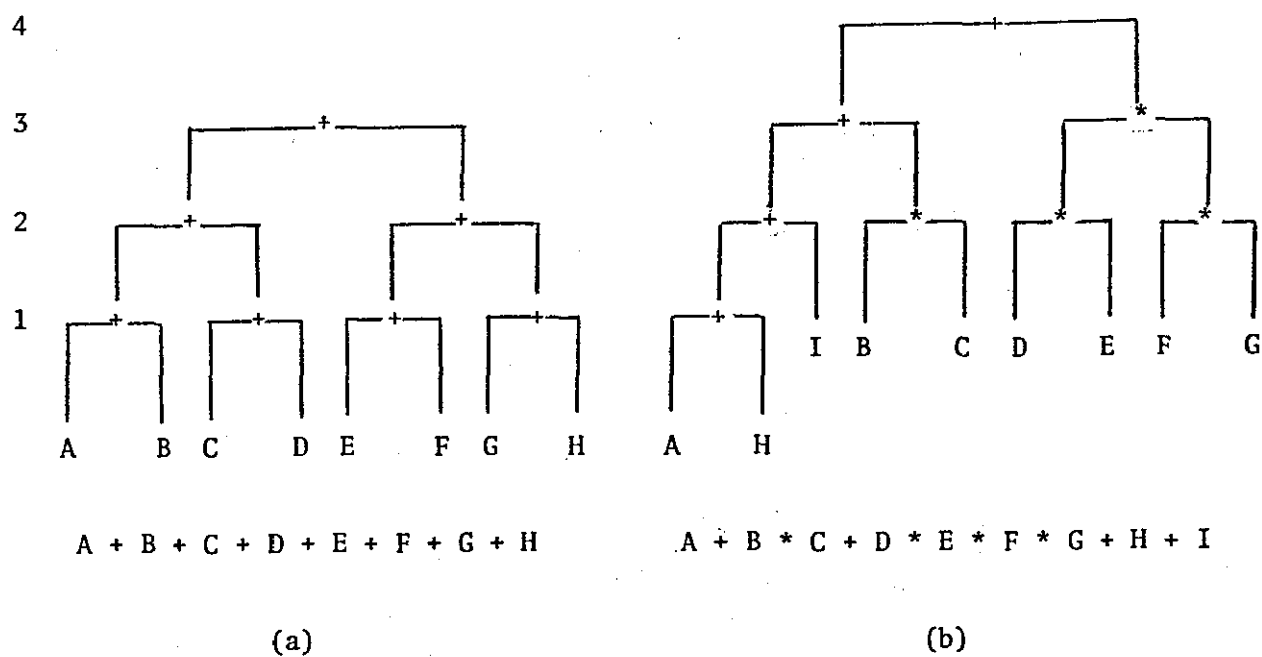 4
+
3
+ + *
2
+ + + * * *
1
+ + + + +
I B C D E F G
A B C D E F G H A H
A + B + C + D + E + F + G + H
A + B * C + D * E * F * G + H + I
(a) (b)